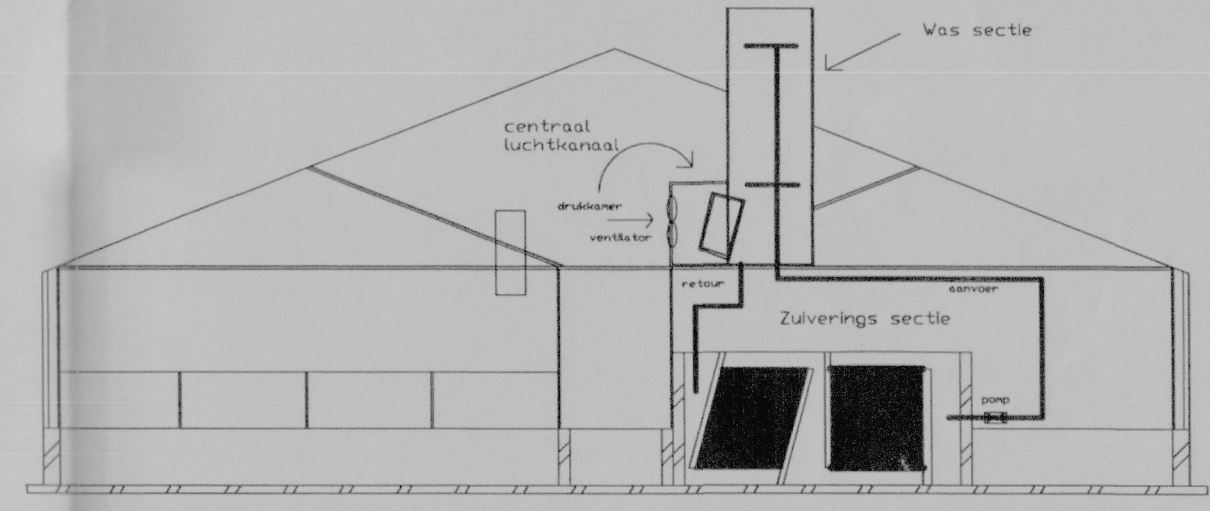 Was sectie
centraal
luchtkanaal
drukkamer
ventilator
retour
aanvoer
Zuiverings sectie
pomp